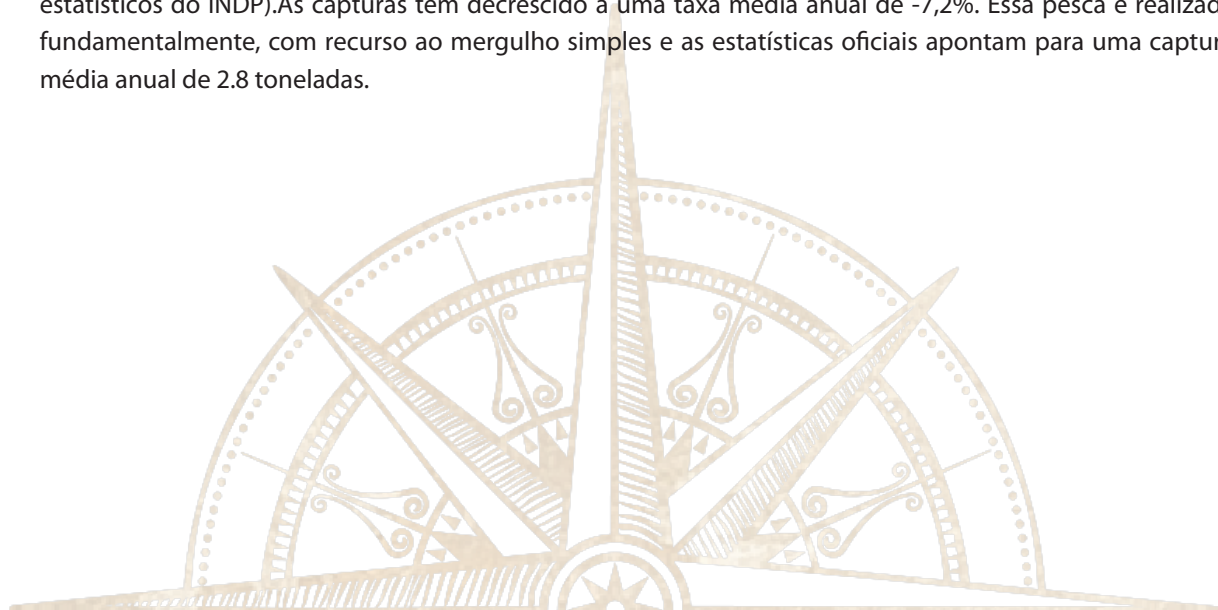 estatísticos do INDP).As capturas têm decrescido a uma taxa média anual de -7,2%. Essa pesca é realizad
fundamentalmente, com recurso ao mergulho simples e as estatísticas oficiais apontam para uma captur
média anual de 2.8 toneladas.